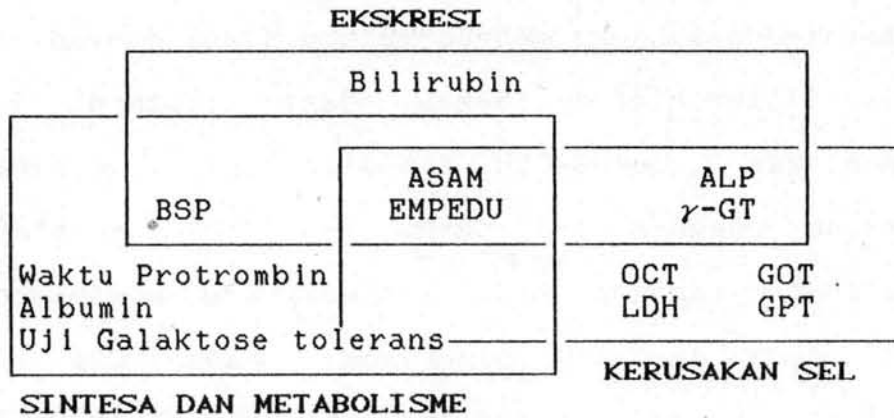 EKSKRESI
Bilirubin
ASAM ALP
BSP EMPEDU γ-GT
Waktu Protrombin OCT GOT
Albumin LDH GPT
Uji Galaktose tolerans
KERUSAKAN SEL
SINTESA DAN METABOLISME